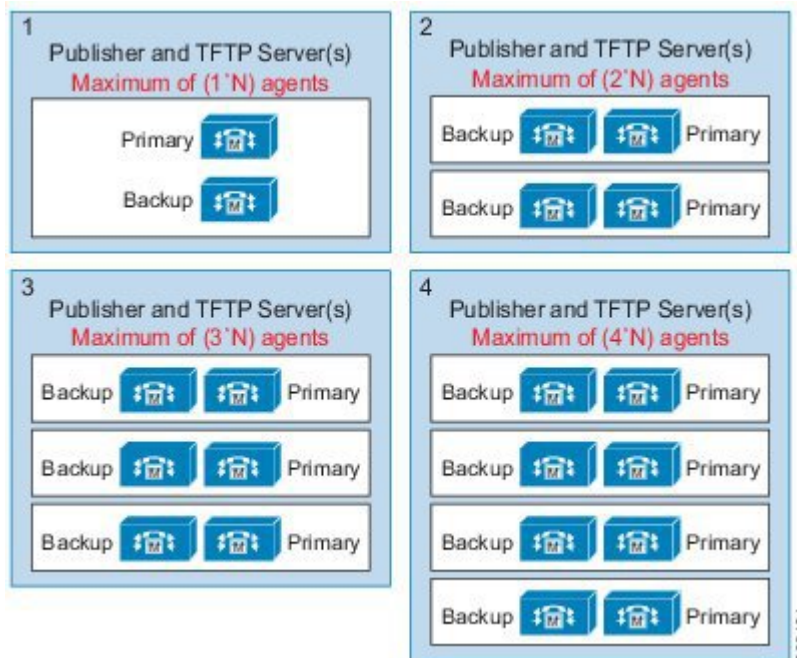 1
Publisher and TFTP Server(s)
Maximum of (1*N) agents
Primary M
Backup M
2
Publisher and TFTP Server(s)
Maximum of (2*N) agents
Backup M M Primary
Backup M M Primary
3
Publisher and TFTP Server(s)
Maximum of (3*N) agents
Backup M M Primary
Backup M M Primary
Backup M M Primary
4
Publisher and TFTP Server(s)
Maximum of (4*N) agents
Backup M M Primary
Backup M M Primary
Backup M M Primary
Backup M M Primary